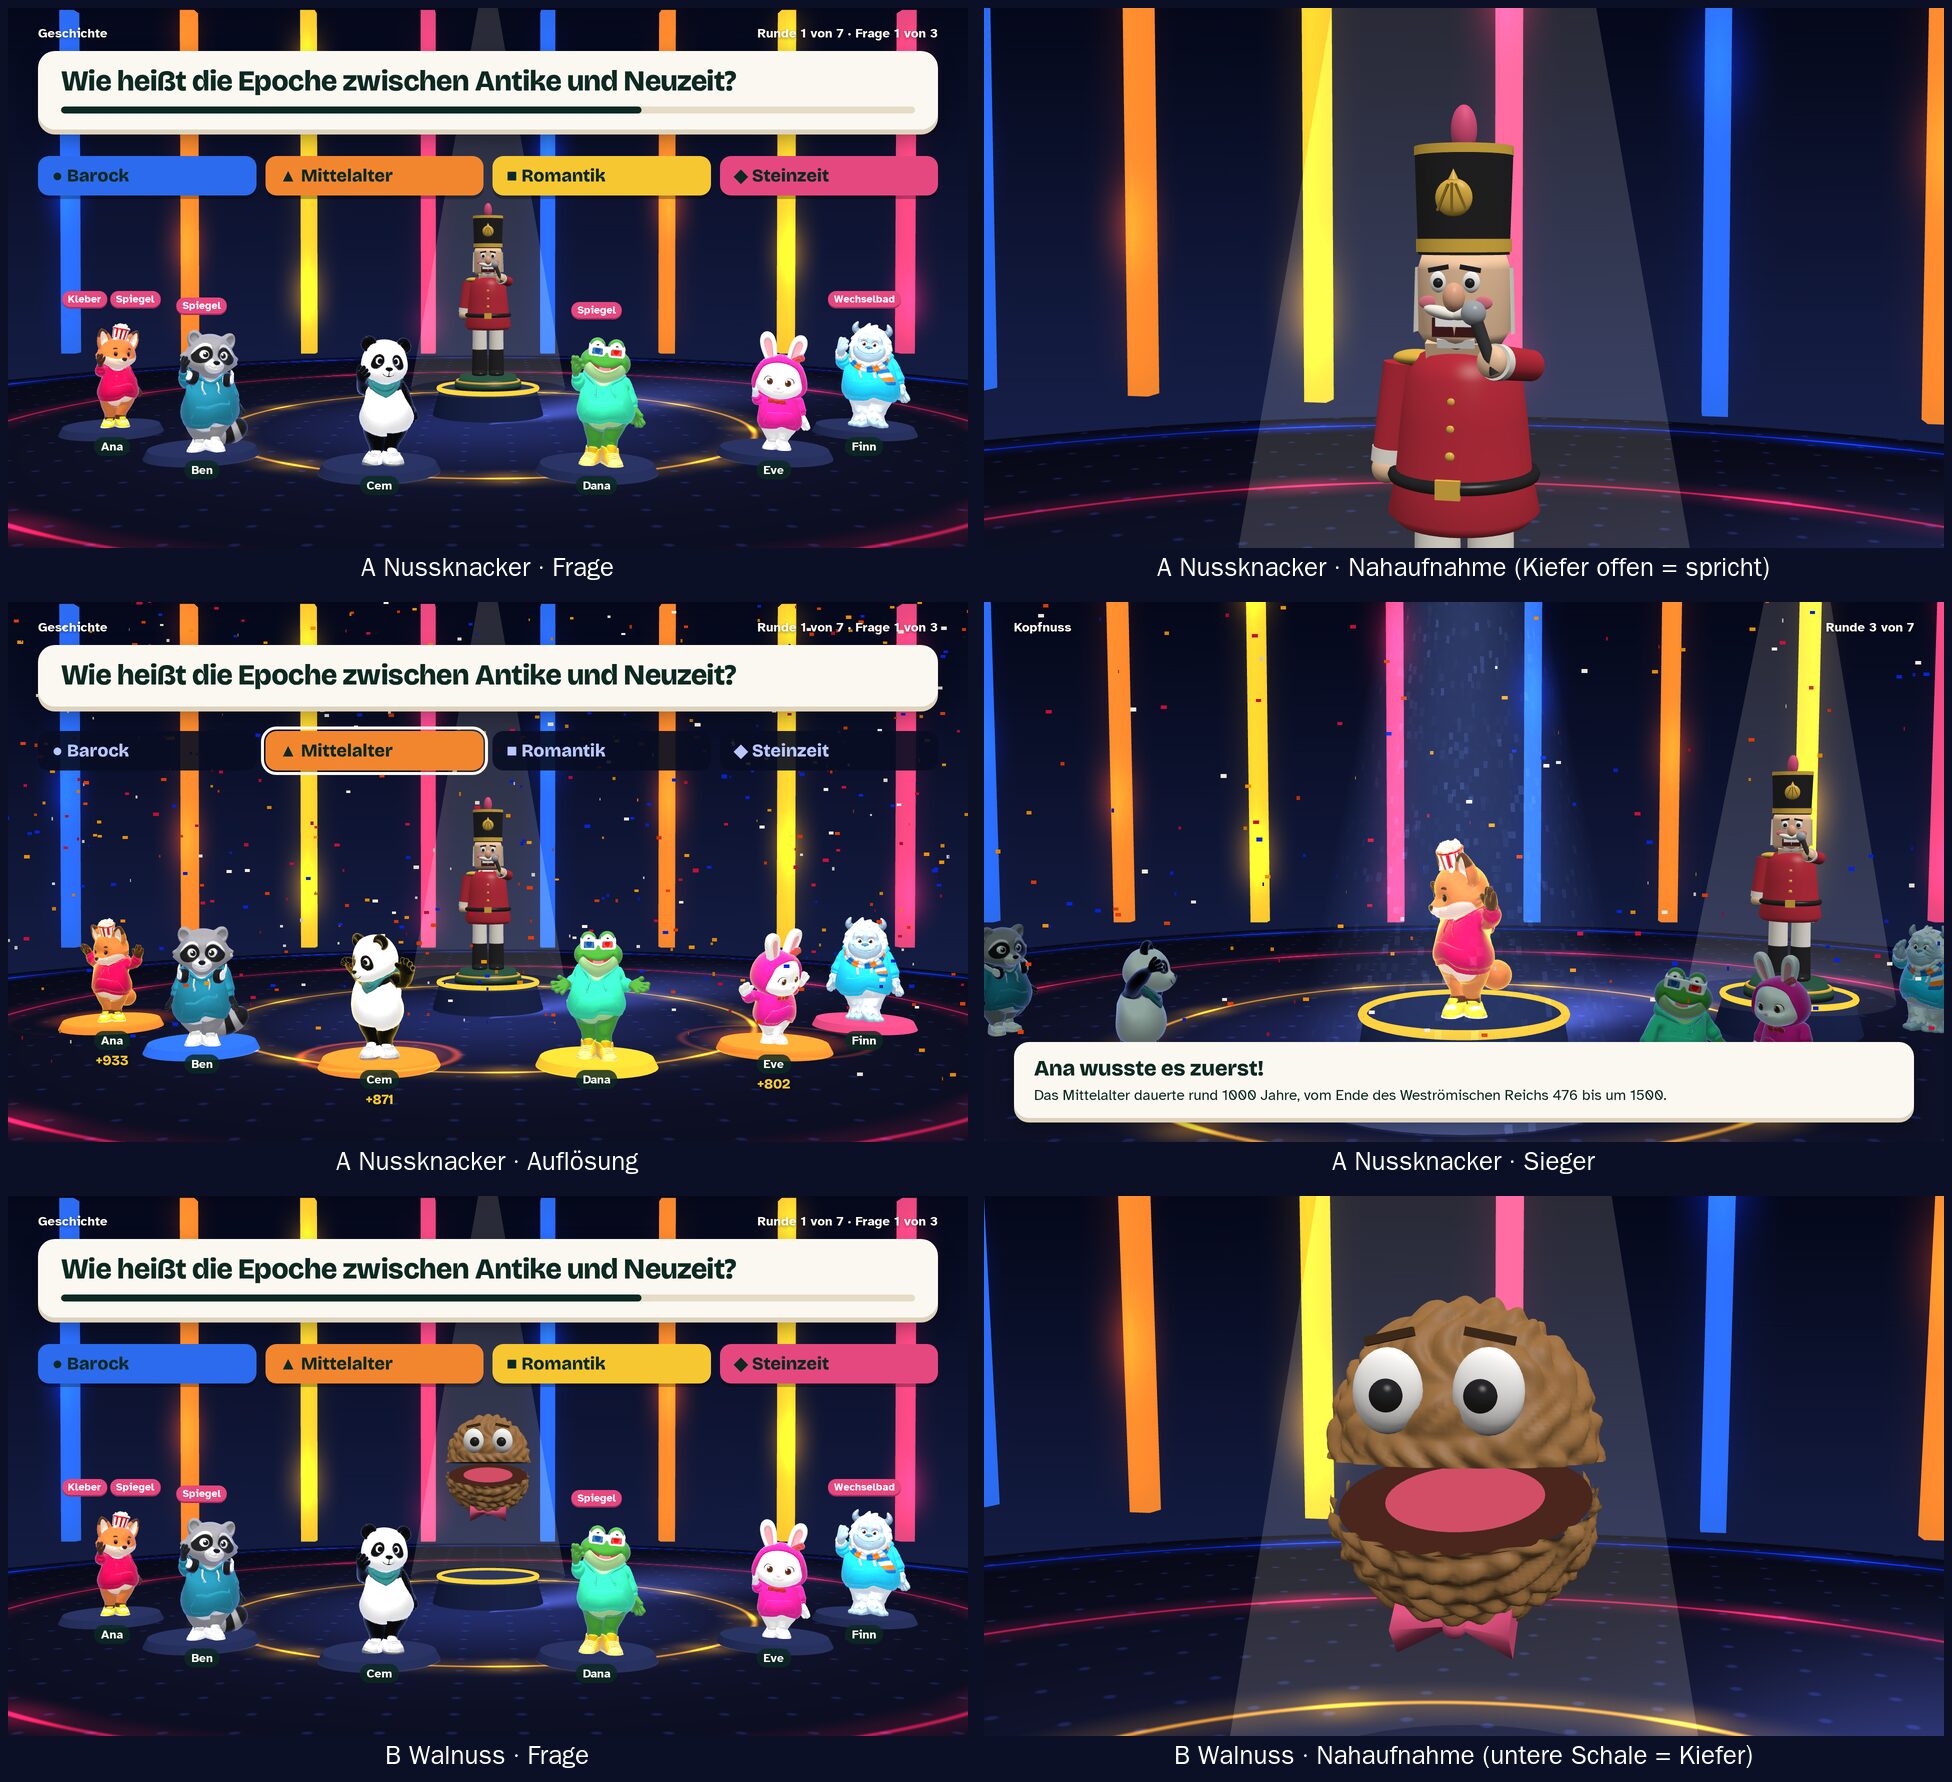 Geschichte
Runde 1 von 7 · Frage 1 von 3
Wie heißt die Epoche zwischen Antike und Neuzeit?
● Barock
▲ Mittelalter
■ Romantik
◆ Steinzeit
Kleber
Spiegel
Spiegel
Spiegel
Wechselbad
Ana
Ben
Cem
Dana
Eve
Finn
A Nussknacker · Frage
A Nussknacker · Nahaufnahme (Kiefer offen = spricht)
Geschichte
Runde 1 von 7 · Frage 1 von 3
Wie heißt die Epoche zwischen Antike und Neuzeit?
● Barock
▲ Mittelalter
■ Romantik
◆ Steinzeit
Ana
+933
Ben
Cem
+871
Dana
Eve
+802
Finn
A Nussknacker · Auflösung
Kopfnuss
Runde 3 von 7
Ana wusste es zuerst!
Das Mittelalter dauerte rund 1000 Jahre, vom Ende des Weströmischen Reichs 476 bis um 1500.
A Nussknacker · Sieger
Geschichte
Runde 1 von 7 · Frage 1 von 3
Wie heißt die Epoche zwischen Antike und Neuzeit?
● Barock
▲ Mittelalter
■ Romantik
◆ Steinzeit
Kleber
Spiegel
Spiegel
Spiegel
Wechselbad
Ana
Ben
Cem
Dana
Eve
Finn
B Walnuss · Frage
B Walnuss · Nahaufnahme (untere Schale = Kiefer)